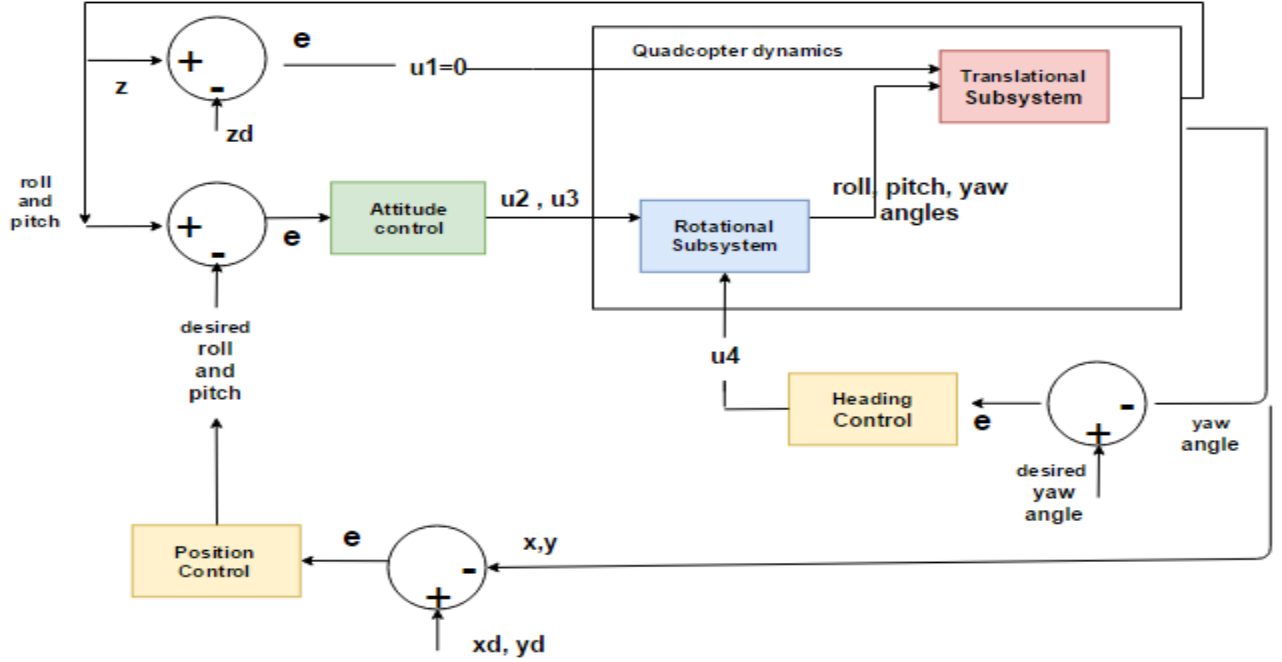 e
Quadcopter dynamics
+
u1=0
Translational
Subsystem
z
-
zd
roll
and
pitch
+
-
e
Attitude
control
u2 , u3
roll, pitch, yaw
angles
Rotational
Subsystem
desired
roll
and
pitch
u4
Heading
Control
e
-
+
yaw
angle
desired
yaw
angle
Position
Control
e
x,y
-
+
xd, yd